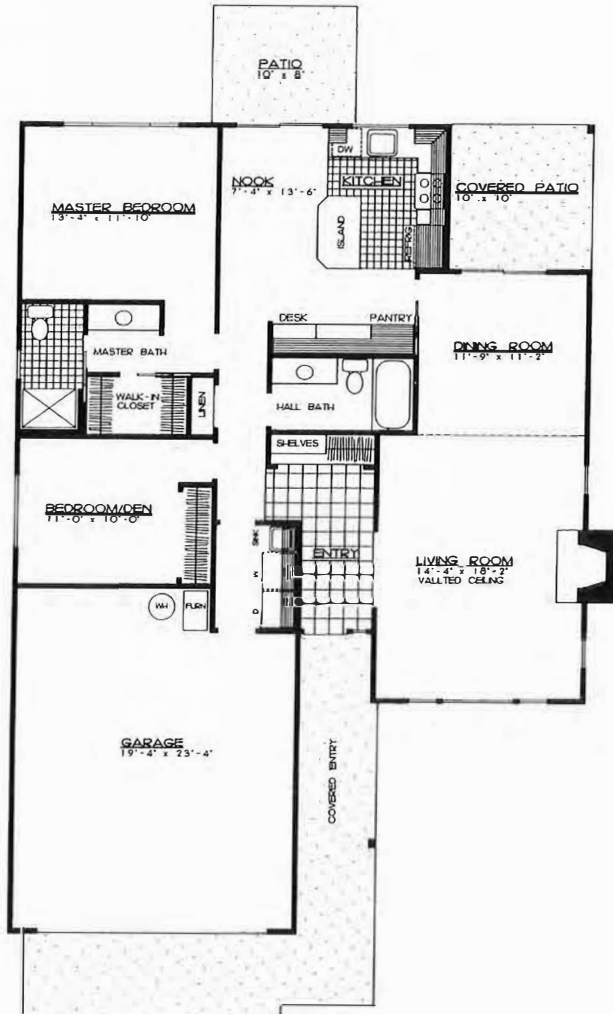 PATIO
10' x 8'
DW
NOOK
7'-4" x 13'-6"
KITCHEN
ISLAND
REFRG
COVERED PATIO
10' x 10'
MASTER BEDROOM
13'-4" x 11'-10"
DESK
PANTRY
DINING ROOM
11'-9" x 11'-2"
MASTER BATH
WALK-IN
CLOSET
LINEN
HALL BATH
SHELVES
BEDROOM/DEN
11'-0" x 10'-0"
SINK
W
D
ENTRY
LIVING ROOM
14'-4" x 18'-2"
VAULTED CEILING
WH
FURN
GARAGE
19'-4" x 23'-4"
COVERED ENTRY